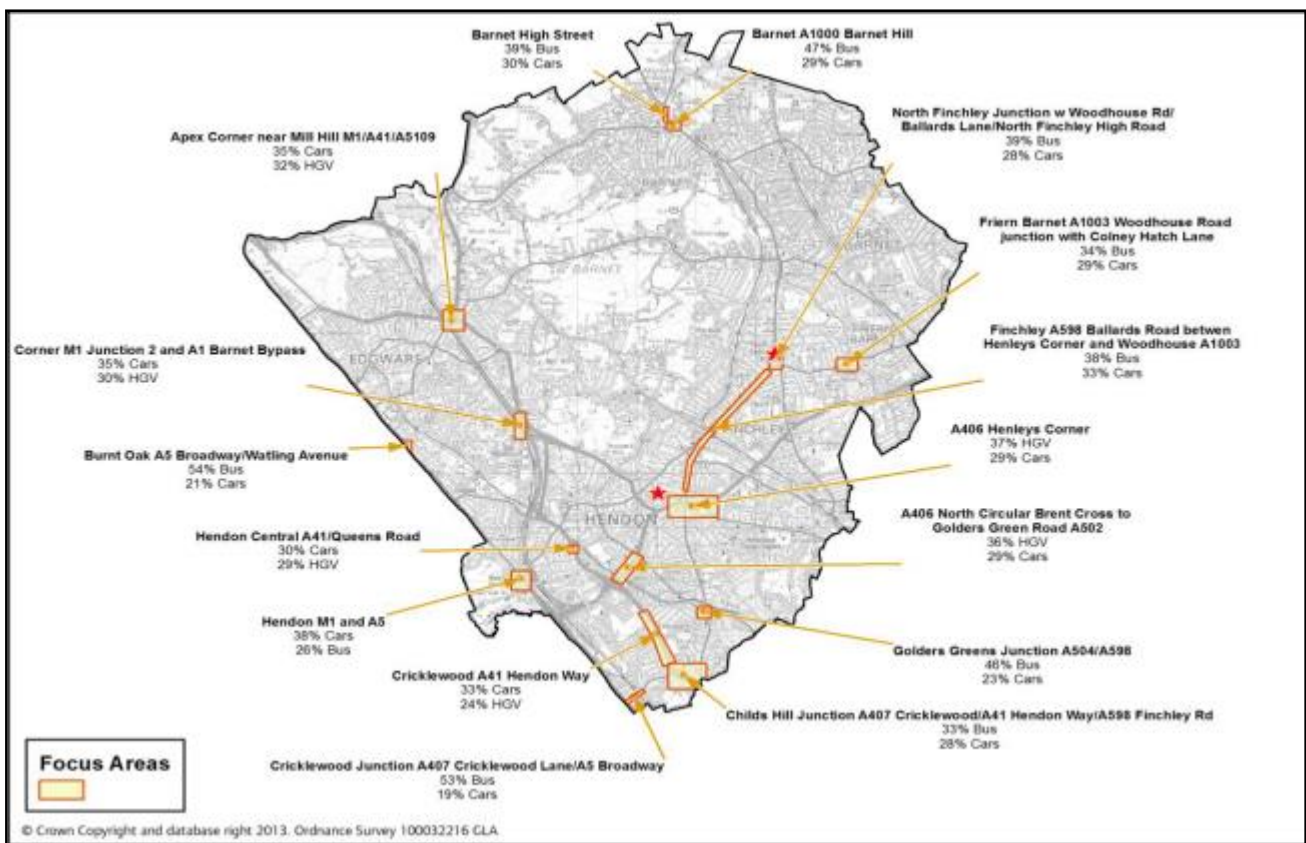 Barnet High Street
39% Bus
30% Cars
Barnet A1000 Barnet Hill
47% Bus
29% Cars
North Finchley Junction w Woodhouse Rd/
Ballards Lane/North Finchley High Road
39% Bus
28% Cars
Apex Corner near Mill Hill M1/A41/A5109
35% Cars
32% HGV
Friern Barnet A1003 Woodhouse Road
junction with Colney Hatch Lane
34% Bus
29% Cars
Corner M1 Junction 2 and A1 Barnet Bypass
35% Cars
30% HGV
Finchley A598 Ballards Road betwen
Henleys Corner and Woodhouse A1003
38% Bus
33% Cars
A406 Henleys Corner
37% HGV
29% Cars
Burnt Oak A5 Broadway/Watling Avenue
54% Bus
21% Cars
A406 North Circular Brent Cross to
Golders Green Road A502
36% HGV
29% Cars
Hendon Central A41/Queens Road
30% Cars
29% HGV
Hendon M1 and A5
38% Cars
26% Bus
Golders Greens Junction A504/A598
46% Bus
23% Cars
Cricklewood A41 Hendon Way
33% Cars
24% HGV
Childs Hill Junction A407 Cricklewood/A41 Hendon Way/A598 Finchley Rd
33% Bus
28% Cars
Cricklewood Junction A407 Cricklewood Lane/A5 Broadway
53% Bus
19% Cars
BARNET
EDGWARE
HENDON
Focus Areas
© Crown Copyright and database right 2013. Ordnance Survey 100032216 GLA